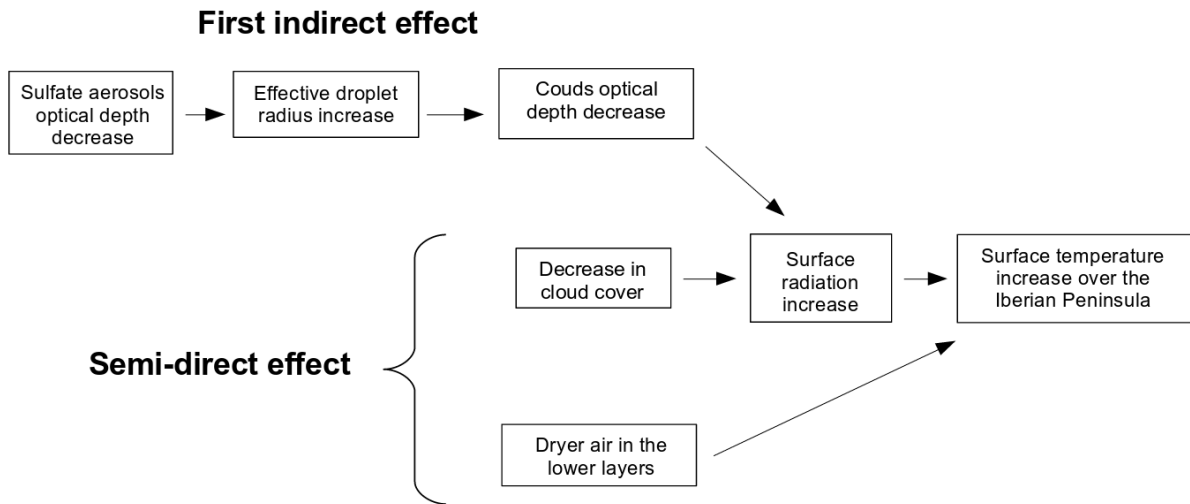 First indirect effect
Sulfate aerosols
optical depth
decrease
Effective droplet
radius increase
Couds optical
depth decrease
Semi-direct effect
Decrease in
cloud cover
Surface
radiation
increase
Surface temperature
increase over the
Iberian Peninsula
Dryer air in the
lower layers